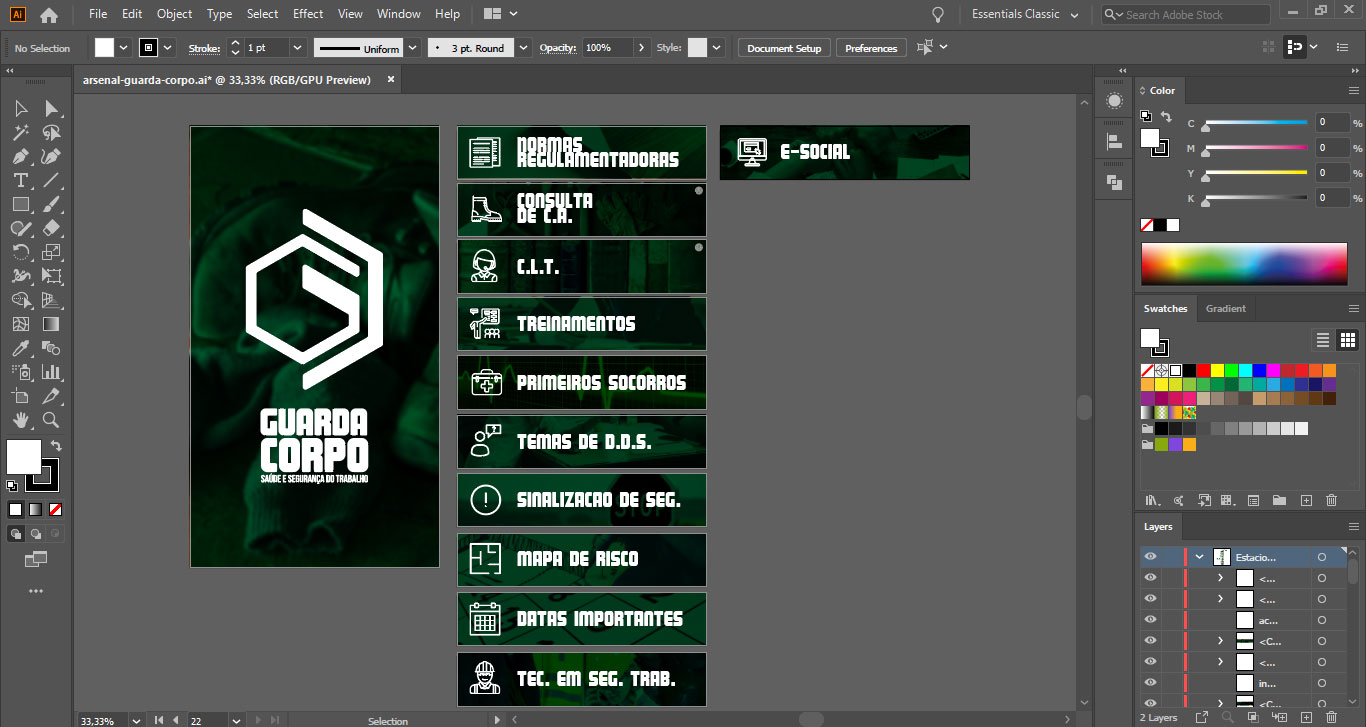 Ai
File Edit Object Type Select Effect View Window Help
Essentials Classic
Search Adobe Stock
No Selection
Stroke:
1 pt
Uniform
3 pt. Round
Opacity:
100%
Style:
Document Setup
Preferences
arsenal-guarda-corpo.ai* @ 33,33% (RGB/GPU Preview)
GUARDA
CORPO
SAÚDE E SEGURANÇA DO TRABALHO
NORMAS
REGULAMENTADORAS
CONSULTA
DE C.A.
C.L.T.
TREINAMENTOS
PRIMEIROS SOCORROS
TEMAS DE D.D.S.
SINALIZACAO DE SEG.
STOP
MAPA DE RISCO
DATAS IMPORTANTES
TEC. EM SEG. TRAB.
E-SOCIAL
Color
C 0 %
M 0 %
Y 0 %
K 0 %
Swatches Gradient
Layers
Estacio...
<...
<...
ac...
<C...
<...
in...
<C...
2 Layers
33,33%
22
Selection